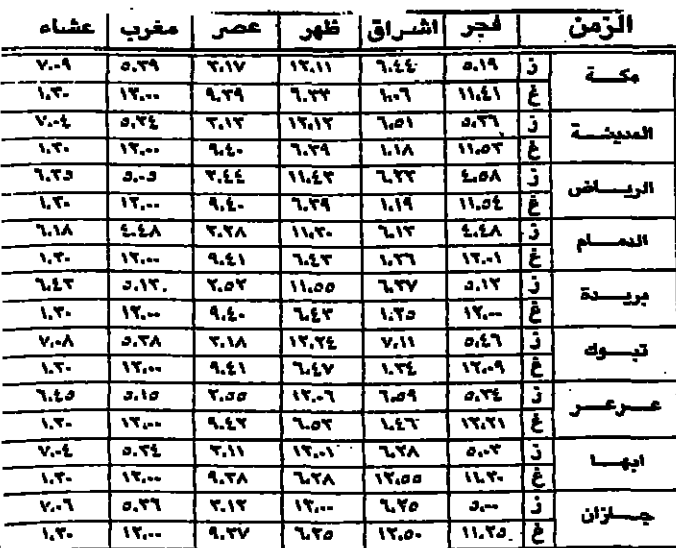 الزمن فجر اشراق ظهر عصر مغرب عشاء
مكة ز ٥،١٩ ٦،٤٤ ١٢،١١ ٣،١٧ ٥،٣٩ ٧،٠٩
غ ١١،٤١ ١،٠٦ ٦،٣٣ ٩،٣٩ ١٢،٠٠ ١،٣٠
المدينة ز ٥،٢٦ ٦،٥١ ١٢،١٢ ٣،١٣ ٥،٣٤ ٧،٠٤
غ ١١،٥٣ ١،١٨ ٦،٣٩ ٩،٤٠ ١٢،٠٠ ١،٣٠
الرياض ز ٤،٥٨ ٦،٢٣ ١١،٤٣ ٢،٤٤ ٥،٠٥ ٦،٣٥
غ ١١،٥٤ ١،١٩ ٦،٣٩ ٩،٤٠ ١٢،٠٠ ١،٣٠
الدمام ز ٤،٤٨ ٦،١٣ ١١،٣٠ ٢،٢٨ ٤،٤٨ ٦،١٨
غ ١٢،٠١ ١،٢٦ ٦،٤٣ ٩،٤١ ١٢،٠٠ ١،٣٠
بريدة ز ٥،١٢ ٦،٣٧ ١١،٥٥ ٢،٥٢ ٥،١٣ ٦،٤٣
غ ١٢،٠٠ ١،٢٥ ٦،٤٣ ٩،٤٠ ١٢،٠٠ ١،٣٠
تبوك ز ٥،٤٦ ٧،١١ ١٢،٢٤ ٣،١٨ ٥،٣٨ ٧،٠٨
غ ١٢،٠٩ ١،٣٤ ٦،٤٧ ٩،٤١ ١٢،٠٠ ١،٣٠
عرعر ز ٥،٣٤ ٦،٥٩ ١٢،٠٦ ٢،٥٥ ٥،١٥ ٦،٤٥
غ ١٢،٢١ ١،٤٦ ٦،٥٣ ٩،٤٢ ١٢،٠٠ ١،٣٠
ابها ز ٥،٠٣ ٦،٢٨ ١٢،٠١ ٣،١١ ٥،٣٤ ٧،٠٤
غ ١١،٣٠ ١٢،٥٥ ٦،٢٨ ٩،٣٨ ١٢،٠٠ ١،٣٠
جازان ز ٥،٠٠ ٦،٢٥ ١٢،٠٠ ٣،١٢ ٥،٣٦ ٧،٠٦
غ ١١،٢٥ ١٢،٥٠ ٦،٢٥ ٩،٣٧ ١٢،٠٠ ١،٣٠